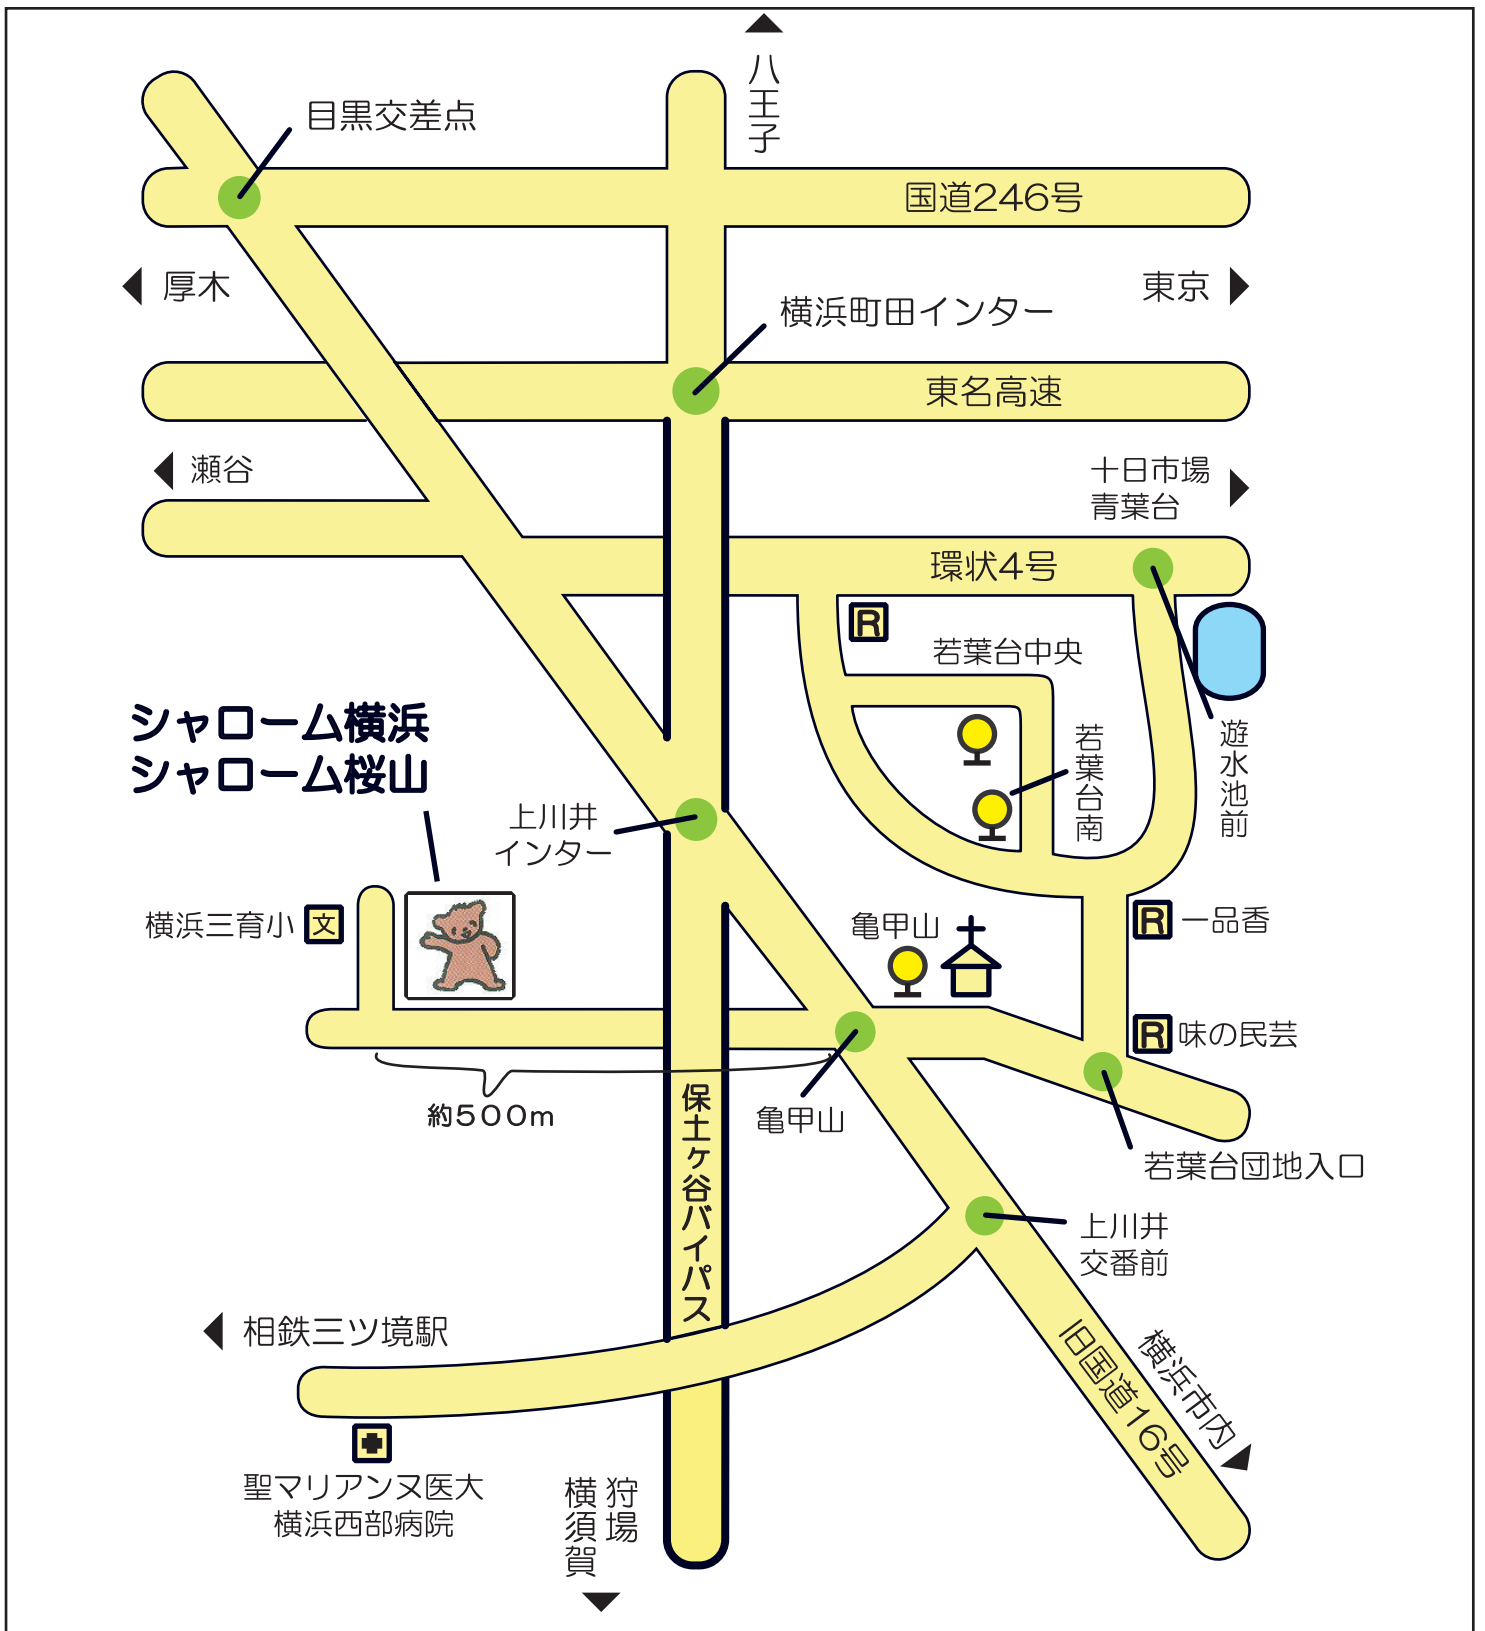 八王子
目黒交差点
国道246号
厚木
東京
横浜町田インター
東名高速
瀬谷
十日市場
青葉台
環状4号
R
若葉台中央
シャローム横浜
シャローム桜山
若葉台南
遊水池前
上川井
インター
横浜三育小
文
亀甲山
R
一品香
R
味の民芸
約500m
保土ヶ谷バイパス
亀甲山
若葉台団地入口
上川井
交番前
相鉄三ツ境駅
旧国道16号
横浜市内
聖マリアンヌ医大
横浜西部病院
狩場
横須賀